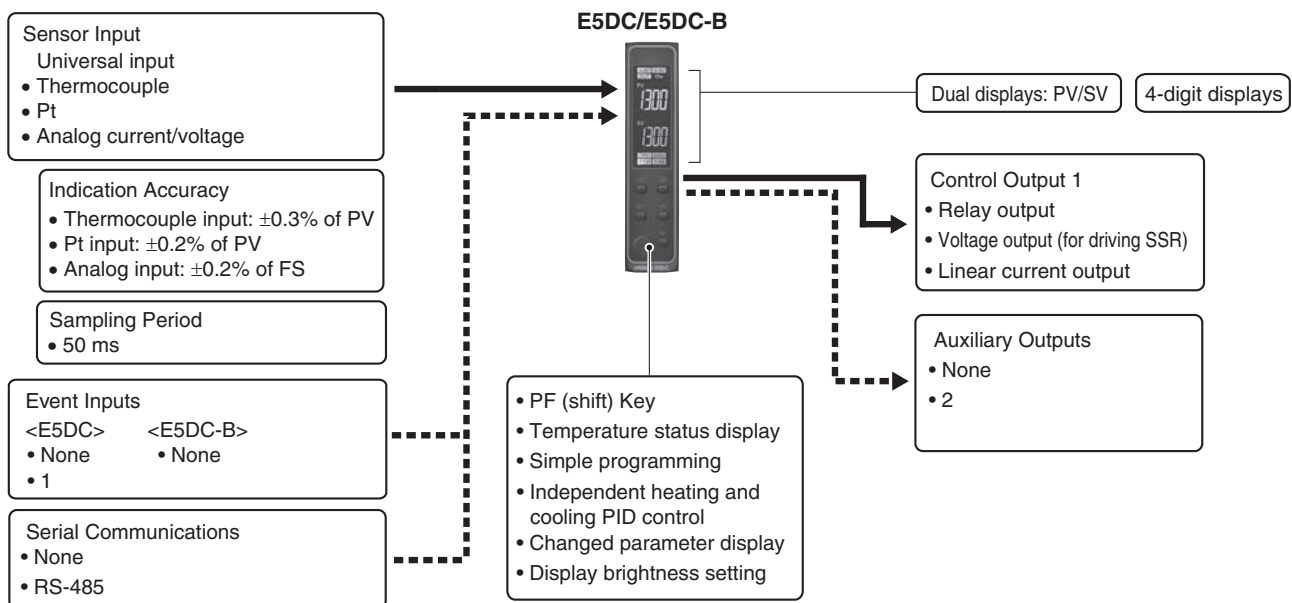 E5DC/E5DC-B
Sensor Input
Universal input
• Thermocouple
• Pt
• Analog current/voltage
Indication Accuracy
• Thermocouple input: ±0.3% of PV
• Pt input: ±0.2% of PV
• Analog input: ±0.2% of FS
Sampling Period
• 50 ms
Event Inputs
<E5DC> <E5DC-B>
• None • None
• 1
Serial Communications
• None
• RS-485
PV
1300
SV
1300
• PF (shift) Key
• Temperature status display
• Simple programming
• Independent heating and
cooling PID control
• Changed parameter display
• Display brightness setting
Dual displays: PV/SV
4-digit displays
Control Output 1
• Relay output
• Voltage output (for driving SSR)
• Linear current output
Auxiliary Outputs
• None
• 2